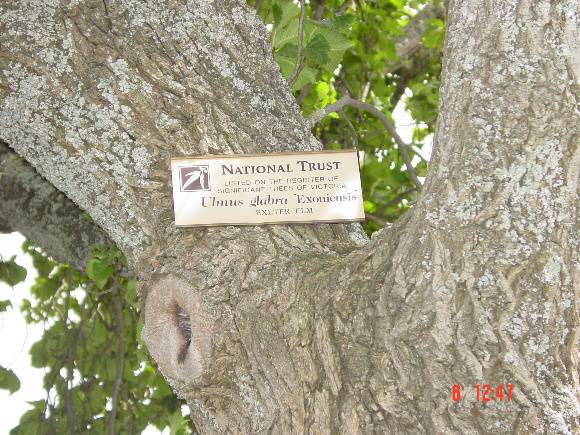 NATIONAL TRUST
LISTED ON THE REGISTER OF
SIGNIFICANT TREES OF VICTORIA
Ulmus glabra 'Exoniensis'
EXETER ELM
8 12:47